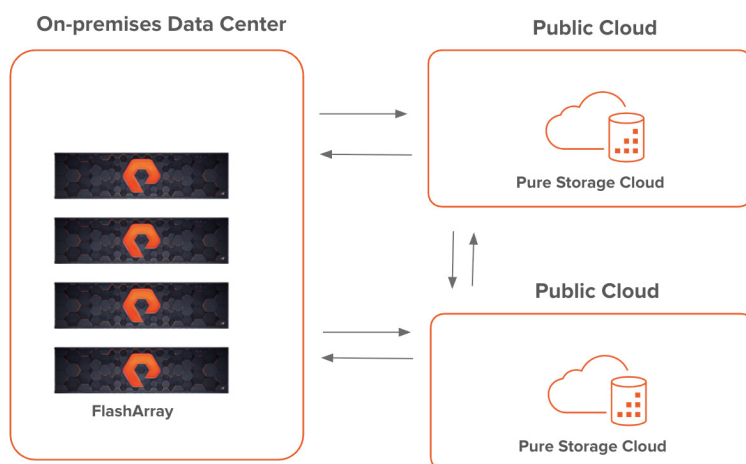 On-premises Data Center
Public Cloud
Pure Storage Cloud
Public Cloud
FlashArray
Pure Storage Cloud